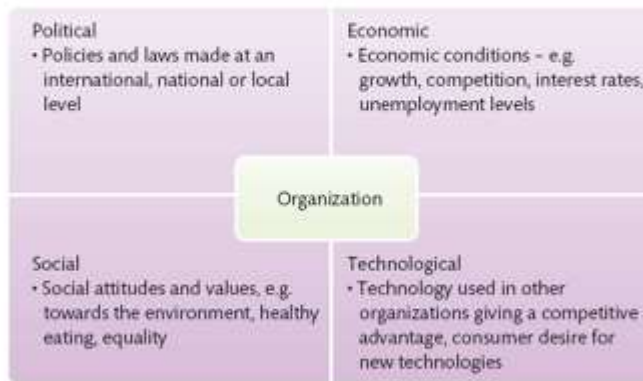 Political
• Policies and laws made at an
international, national or local
level
Economic
• Economic conditions – e.g.
growth, competition, interest rates,
unemployment levels
Organization
Social
• Social attitudes and values, e.g.
towards the environment, healthy
eating, equality
Technological
• Technology used in other
organizations giving a competitive
advantage, consumer desire for
new technologies